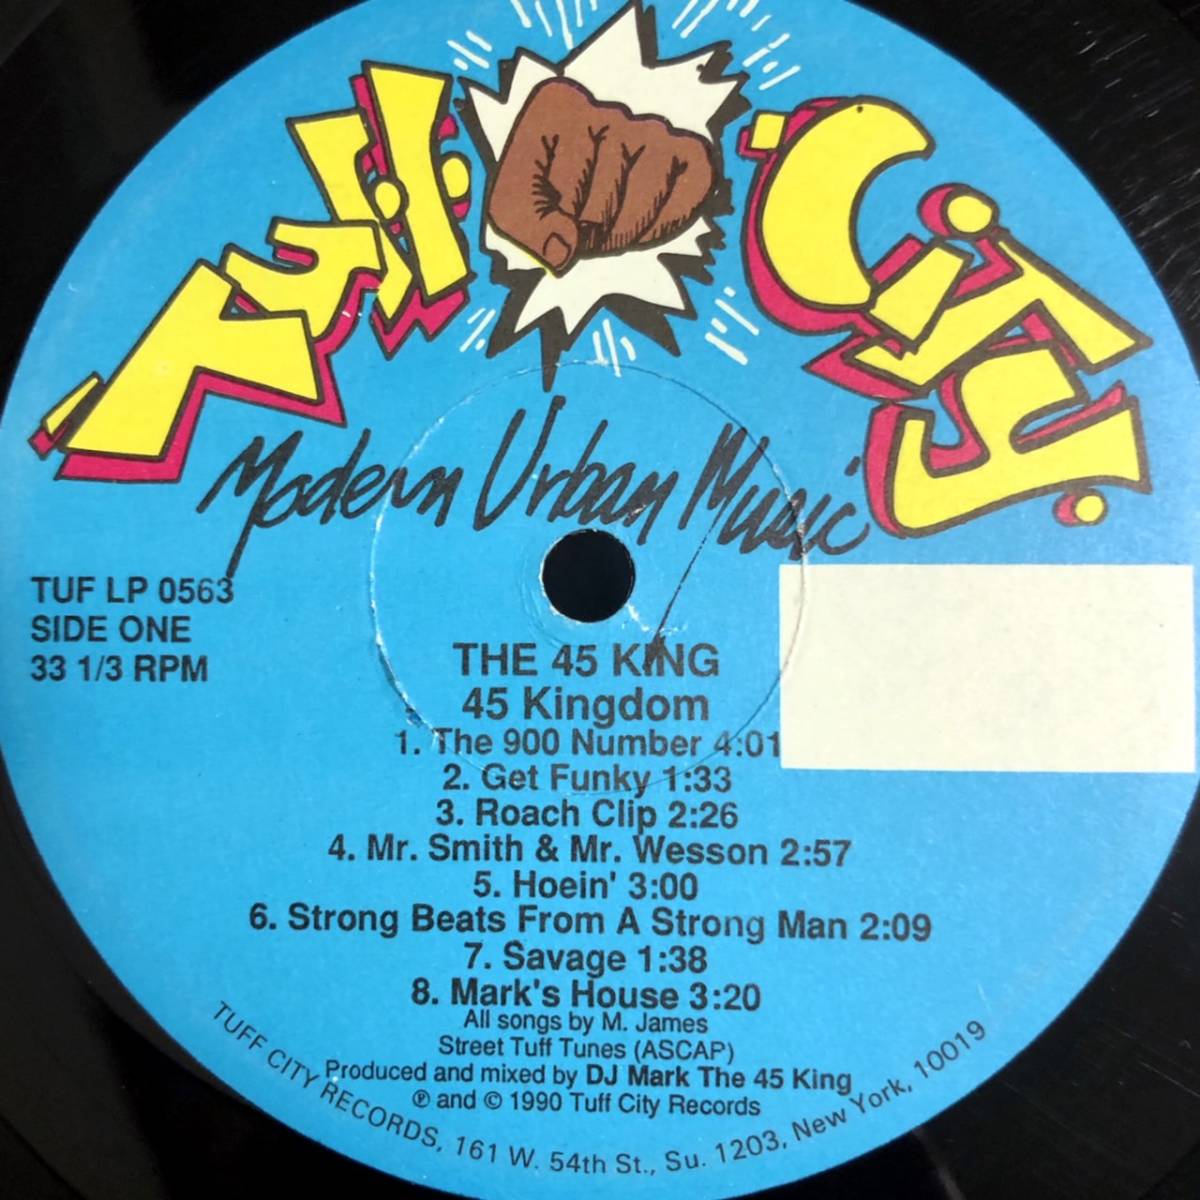 Tuff City
Modern Urban Music
TUF LP 0563
SIDE ONE
33 1/3 RPM
THE 45 KING
45 Kingdom
1. The 900 Number 4:01
2. Get Funky 1:33
3. Roach Clip 2:26
4. Mr. Smith & Mr. Wesson 2:57
5. Hoein' 3:00
6. Strong Beats From A Strong Man 2:09
7. Savage 1:38
8. Mark's House 3:20
All songs by M. James
Street Tuff Tunes (ASCAP)
Produced and mixed by DJ Mark The 45 King
℗ and © 1990 Tuff City Records
TUFF CITY RECORDS, 161 W. 54th St., Su. 1203, New York, 10019